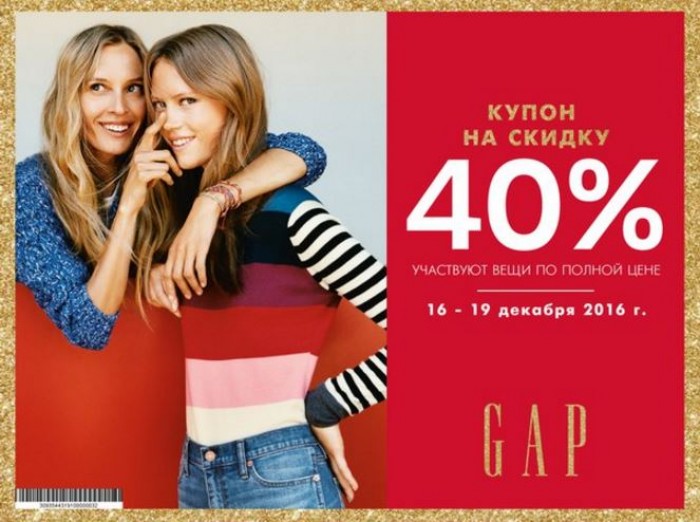 КУПОН
НА СКИДКУ
40%
УЧАСТВУЮТ ВЕЩИ ПО ПОЛНОЙ ЦЕНЕ
16 - 19 декабря 2016 г.
GAP